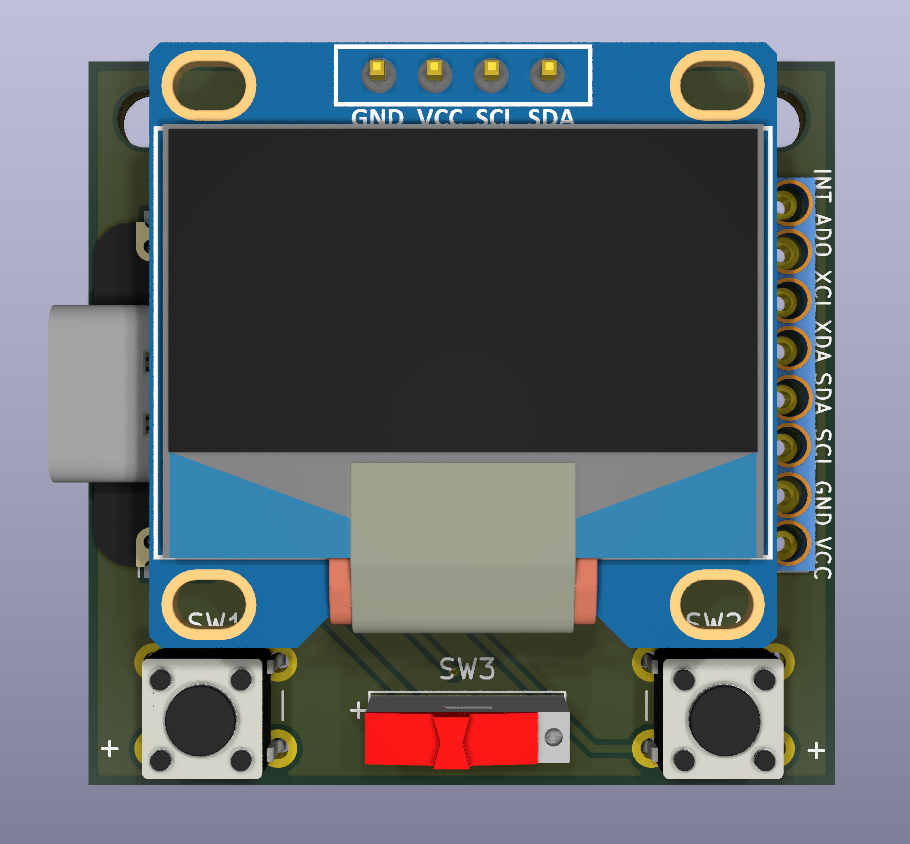 GND VCC SCL SDA
INT ADO XCL XDA SDA SCL GND VCC
SW1
SW2
SW3
+
+
+